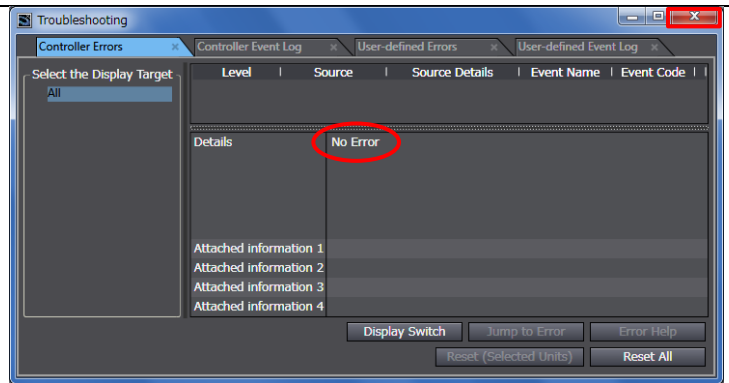 Troubleshooting
Controller Errors Controller Event Log User-defined Errors User-defined Event Log
Select the Display Target
All
Level Source Source Details Event Name Event Code
Details No Error
Attached information 1
Attached information 2
Attached information 3
Attached information 4
Display Switch Jump to Error Error Help
Reset (Selected Units) Reset All